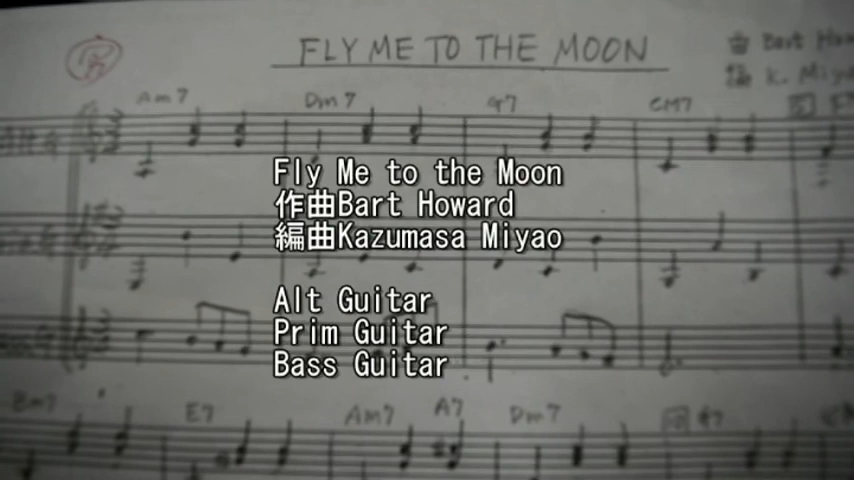 FLY ME TO THE MOON
Am7 Dm7 G7 CM7
Fly Me to the Moon
作曲Bart Howard
編曲Kazumasa Miyao
Alt Guitar
Prim Guitar
Bass Guitar
Bm7 E7 Am7 A7 Dm7 G7